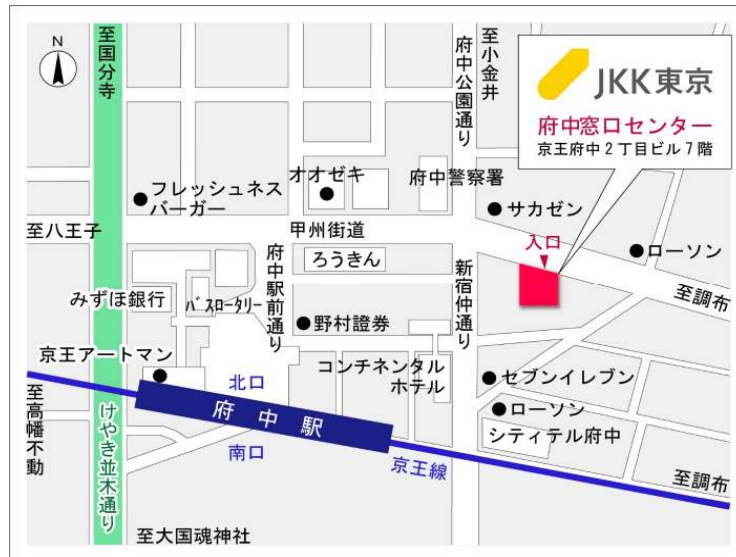 N
至国分寺
府中公園通り
至小金井
JKK東京
府中窓口センター
京王府中2丁目ビル7階
フレッシュネス
バーガー
オオゼキ
府中警察署
サカゼン
至八王子
甲州街道
入口
ローソン
ろうきん
みずほ銀行
バスロータリー
府中駅前通り
新宿仲通り
至調布
野村證券
京王アートマン
コンチネンタル
ホテル
セブンイレブン
北口
ローソン
府中駅
シティテル府中
至高幡不動
けやき並木通り
南口
京王線
至調布
至大国魂神社